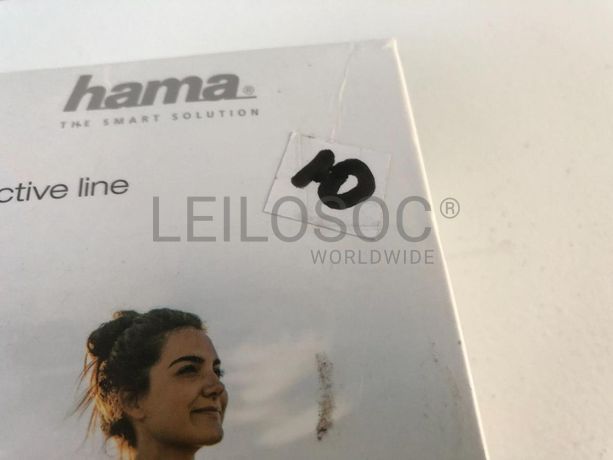 hama®
THE SMART SOLUTION
ctive line
10
LEILOSOC®
WORLDWIDE